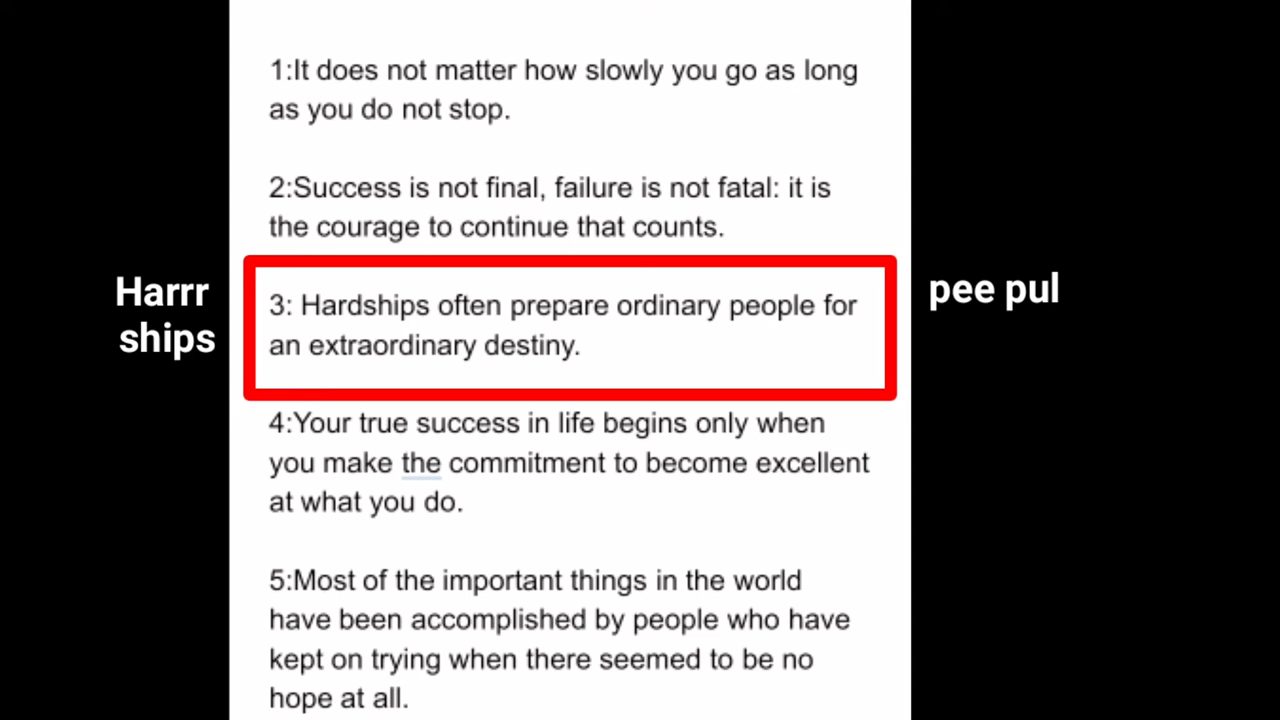 1:It does not matter how slowly you go as long
as you do not stop.
2:Success is not final, failure is not fatal: it is
the courage to continue that counts.
Harrr
ships
3: Hardships often prepare ordinary people for
an extraordinary destiny.
pee pul
4:Your true success in life begins only when
you make the commitment to become excellent
at what you do.
5:Most of the important things in the world
have been accomplished by people who have
kept on trying when there seemed to be no
hope at all.